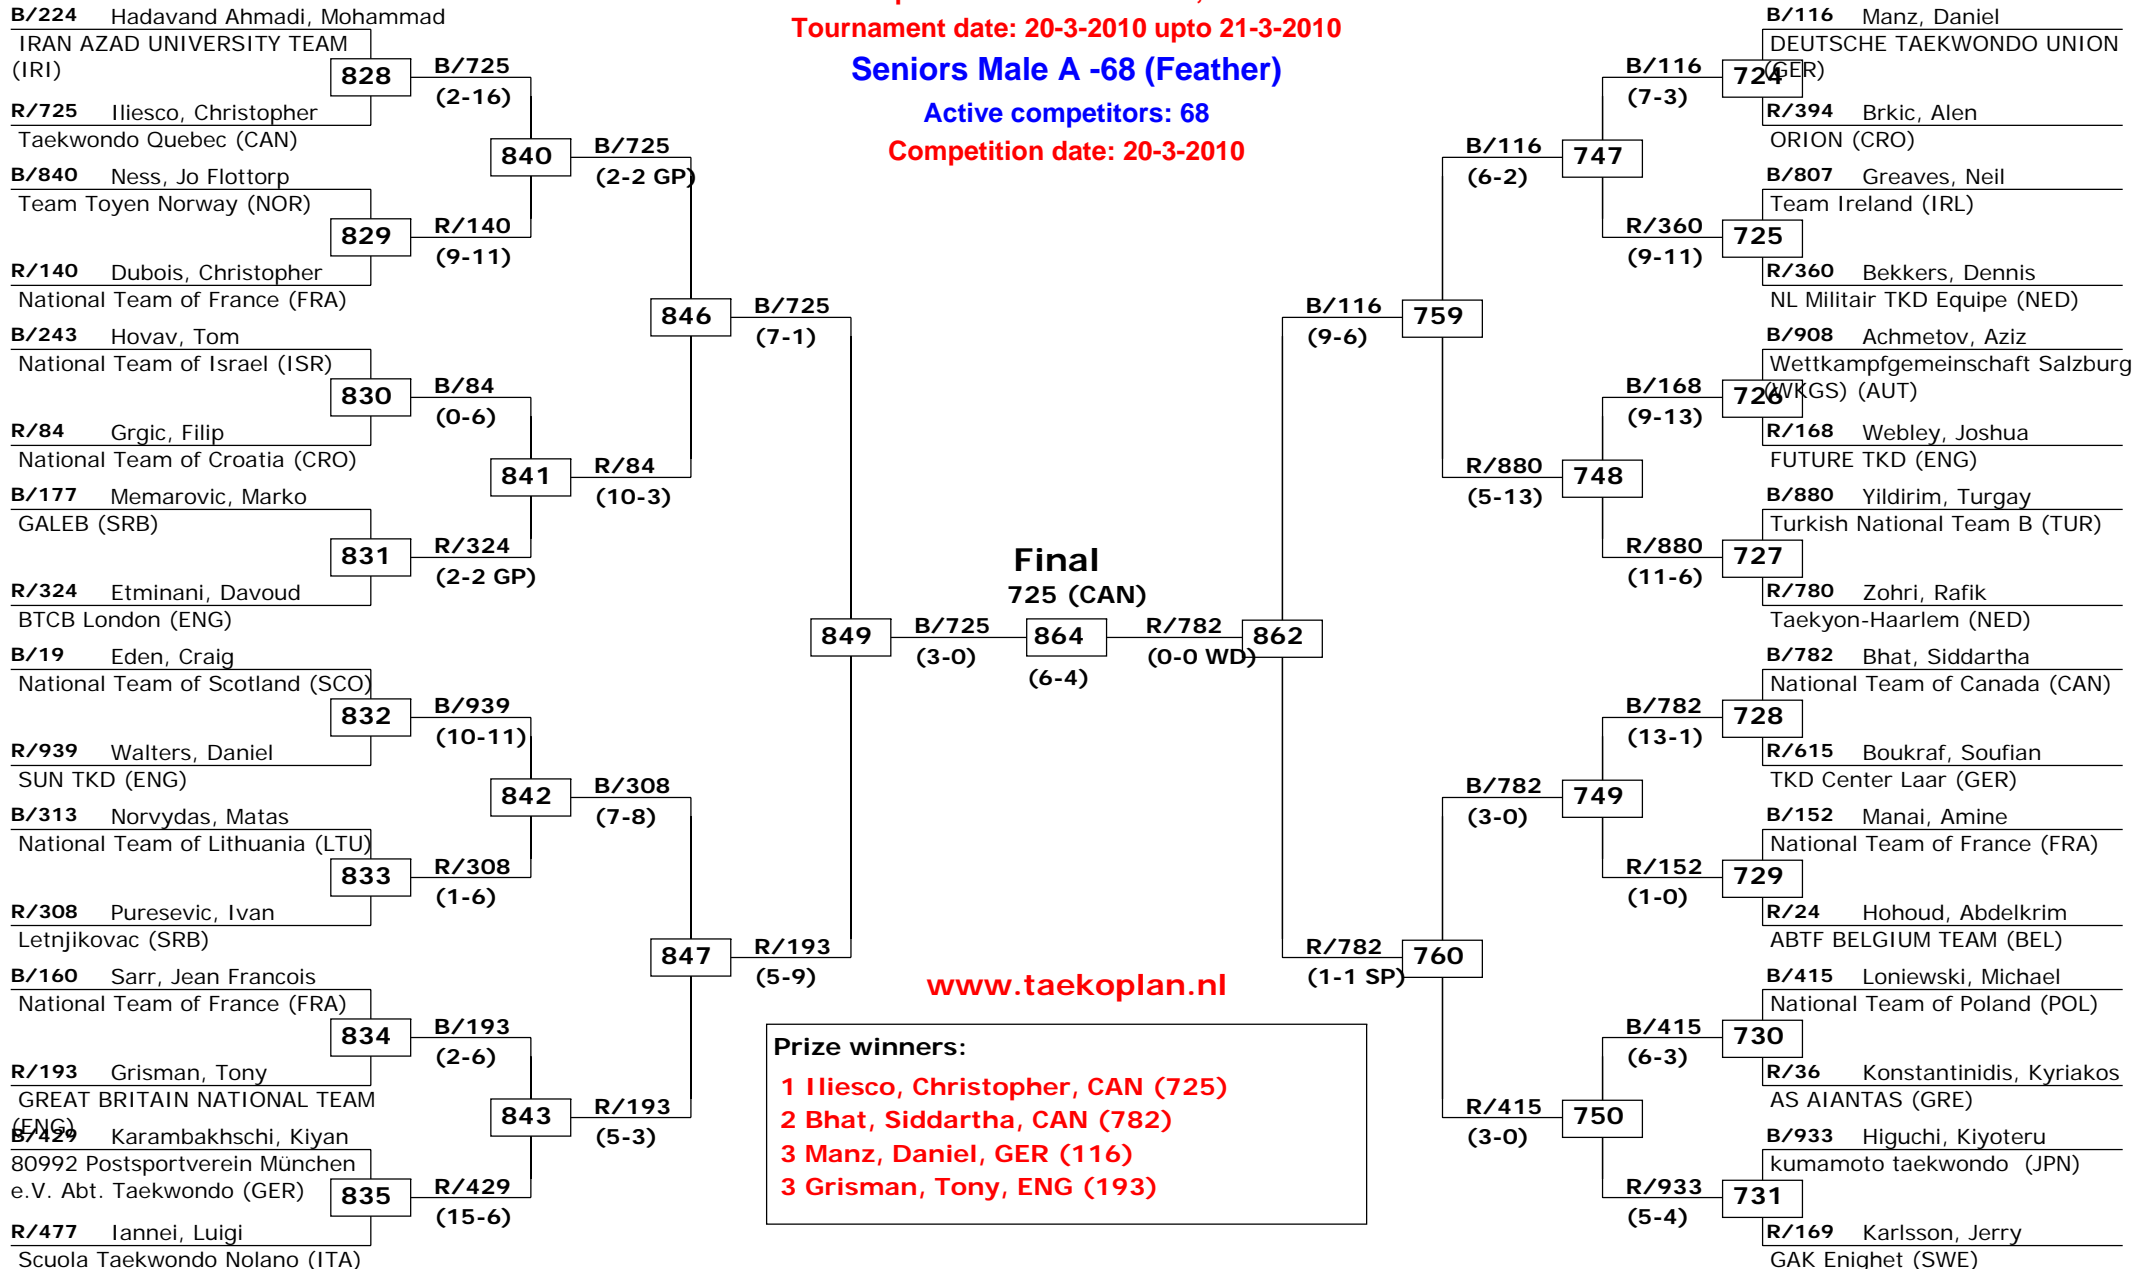 Tournament date: 20-3-2010 upto 21-3-2010
Seniors Male A -68 (Feather)
Active competitors: 68
Competition date: 20-3-2010
B/224 Hadavand Ahmadi, Mohammad
IRAN AZAD UNIVERSITY TEAM
(IRI)
828
B/725
(2-16)
R/725 Iliesco, Christopher
Taekwondo Quebec (CAN)
840
B/725
(2-2 GP)
B/840 Ness, Jo Flottorp
Team Toyen Norway (NOR)
829
R/140
(9-11)
R/140 Dubois, Christopher
National Team of France (FRA)
846
B/725
(7-1)
B/243 Hovav, Tom
National Team of Israel (ISR)
830
B/84
(0-6)
R/84 Grgic, Filip
National Team of Croatia (CRO)
841
R/84
(10-3)
B/177 Memarovic, Marko
GALEB (SRB)
831
R/324
(2-2 GP)
R/324 Etminani, Davoud
BTCB London (ENG)
849
B/725
(3-0)
B/19 Eden, Craig
National Team of Scotland (SCO)
832
B/939
(10-11)
R/939 Walters, Daniel
SUN TKD (ENG)
842
B/308
(7-8)
B/313 Norvydas, Matas
National Team of Lithuania (LTU)
833
R/308
(1-6)
R/308 Puresevic, Ivan
Letnjikovac (SRB)
847
R/193
(5-9)
B/160 Sarr, Jean Francois
National Team of France (FRA)
834
B/193
(2-6)
R/193 Grisman, Tony
GREAT BRITAIN NATIONAL TEAM
(ENG)
843
R/193
(5-3)
B/429 Karambakhschi, Kiyan
80992 Postsportverein München
e.V. Abt. Taekwondo (GER)
835
R/429
(15-6)
R/477 Iannei, Luigi
Scuola Taekwondo Nolano (ITA)
Final
725 (CAN)
864
(6-4)
R/782
(0-0 WD)
862
B/116 Manz, Daniel
DEUTSCHE TAEKWONDO UNION
(GER)
724
B/116
(7-3)
R/394 Brkic, Alen
ORION (CRO)
747
B/116
(6-2)
B/807 Greaves, Neil
Team Ireland (IRL)
725
R/360
(9-11)
R/360 Bekkers, Dennis
NL Militair TKD Equipe (NED)
759
B/116
(9-6)
B/908 Achmetov, Aziz
Wettkampfgemeinschaft Salzburg
(WKGS) (AUT)
726
B/168
(9-13)
R/168 Webley, Joshua
FUTURE TKD (ENG)
748
R/880
(5-13)
B/880 Yildirim, Turgay
Turkish National Team B (TUR)
727
R/880
(11-6)
R/780 Zohri, Rafik
Taekyon-Haarlem (NED)
B/782 Bhat, Siddartha
National Team of Canada (CAN)
728
B/782
(13-1)
R/615 Boukraf, Soufian
TKD Center Laar (GER)
749
B/782
(3-0)
B/152 Manai, Amine
National Team of France (FRA)
729
R/152
(1-0)
R/24 Hohoud, Abdelkrim
ABTF BELGIUM TEAM (BEL)
760
R/782
(1-1 SP)
B/415 Loniewski, Michael
National Team of Poland (POL)
730
B/415
(6-3)
R/36 Konstantinidis, Kyriakos
AS AIANTAS (GRE)
750
R/415
(3-0)
B/933 Higuchi, Kiyoteru
kumamoto taekwondo (JPN)
731
R/933
(5-4)
R/169 Karlsson, Jerry
GAK Enighet (SWE)
www.taekoplan.nl
Prize winners:
1 Iliesco, Christopher, CAN (725)
2 Bhat, Siddartha, CAN (782)
3 Manz, Daniel, GER (116)
3 Grisman, Tony, ENG (193)